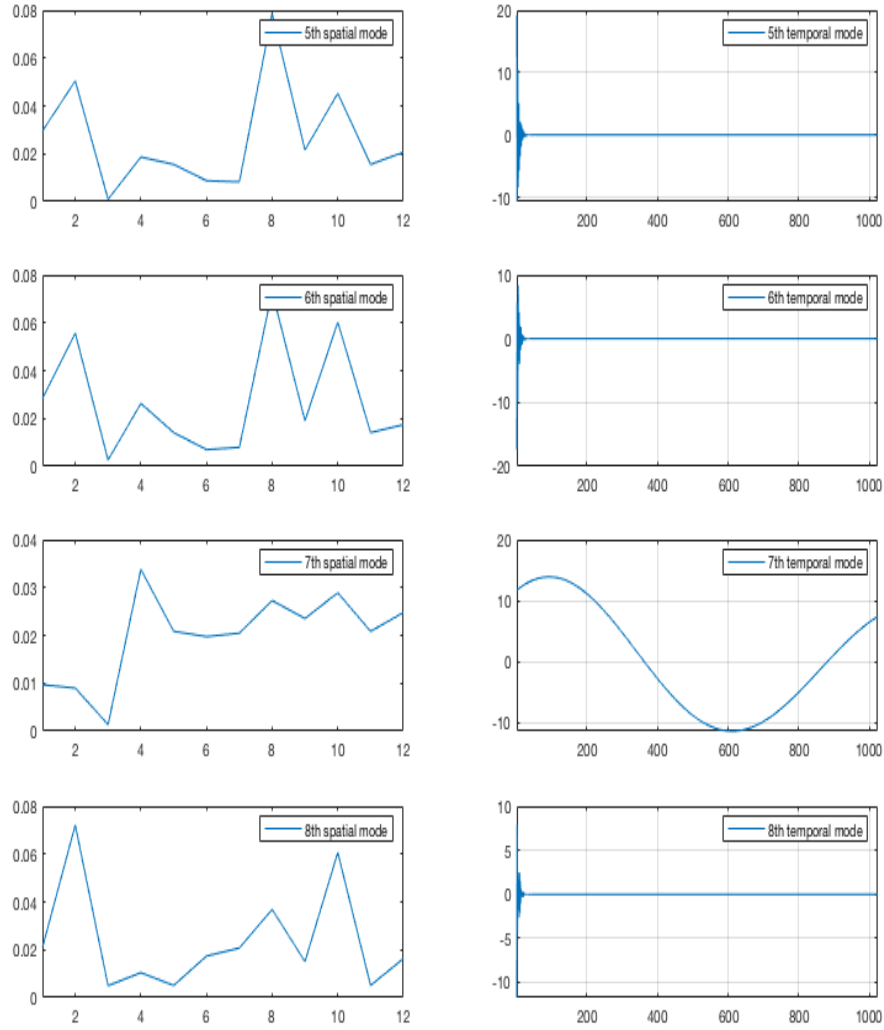 0.08
0.06
0.04
0.02
0
2 4 6 8 10 12
5th spatial mode
20
10
0
-10
200 400 600 800 1000
5th temporal mode
0.08
0.06
0.04
0.02
0
2 4 6 8 10 12
6th spatial mode
10
0
-10
-20
200 400 600 800 1000
6th temporal mode
0.04
0.03
0.02
0.01
0
2 4 6 8 10 12
7th spatial mode
20
10
0
-10
200 400 600 800 1000
7th temporal mode
0.08
0.06
0.04
0.02
0
2 4 6 8 10 12
8th spatial mode
10
5
0
-5
-10
200 400 600 800 1000
8th temporal mode